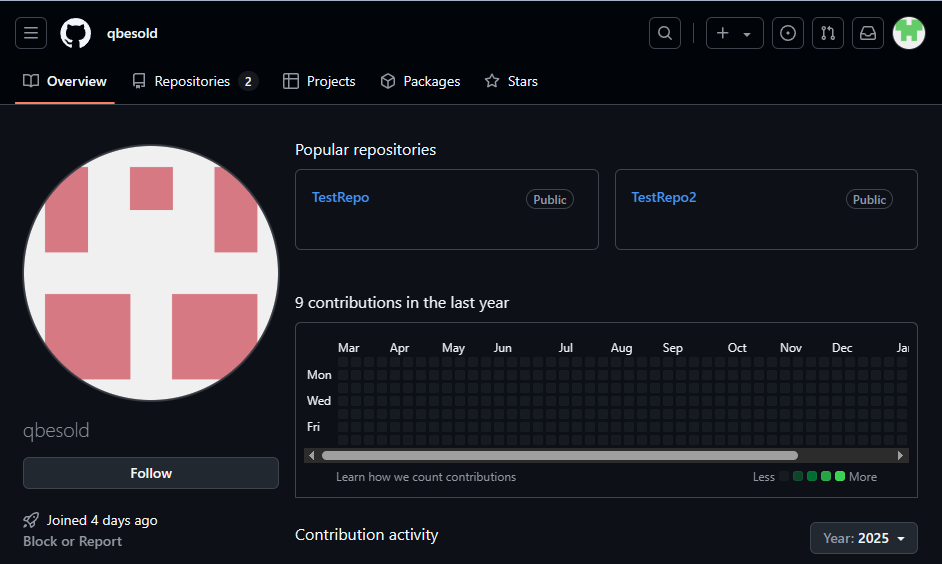 qbesold
Overview Repositories 2 Projects Packages Stars
Popular repositories
TestRepo Public
TestRepo2 Public
9 contributions in the last year
Mar Apr May Jun Jul Aug Sep Oct Nov Dec
Mon
Wed
Fri
Learn how we count contributions
Less More
qbesold
Follow
Joined 4 days ago
Block or Report
Contribution activity
Year: 2025